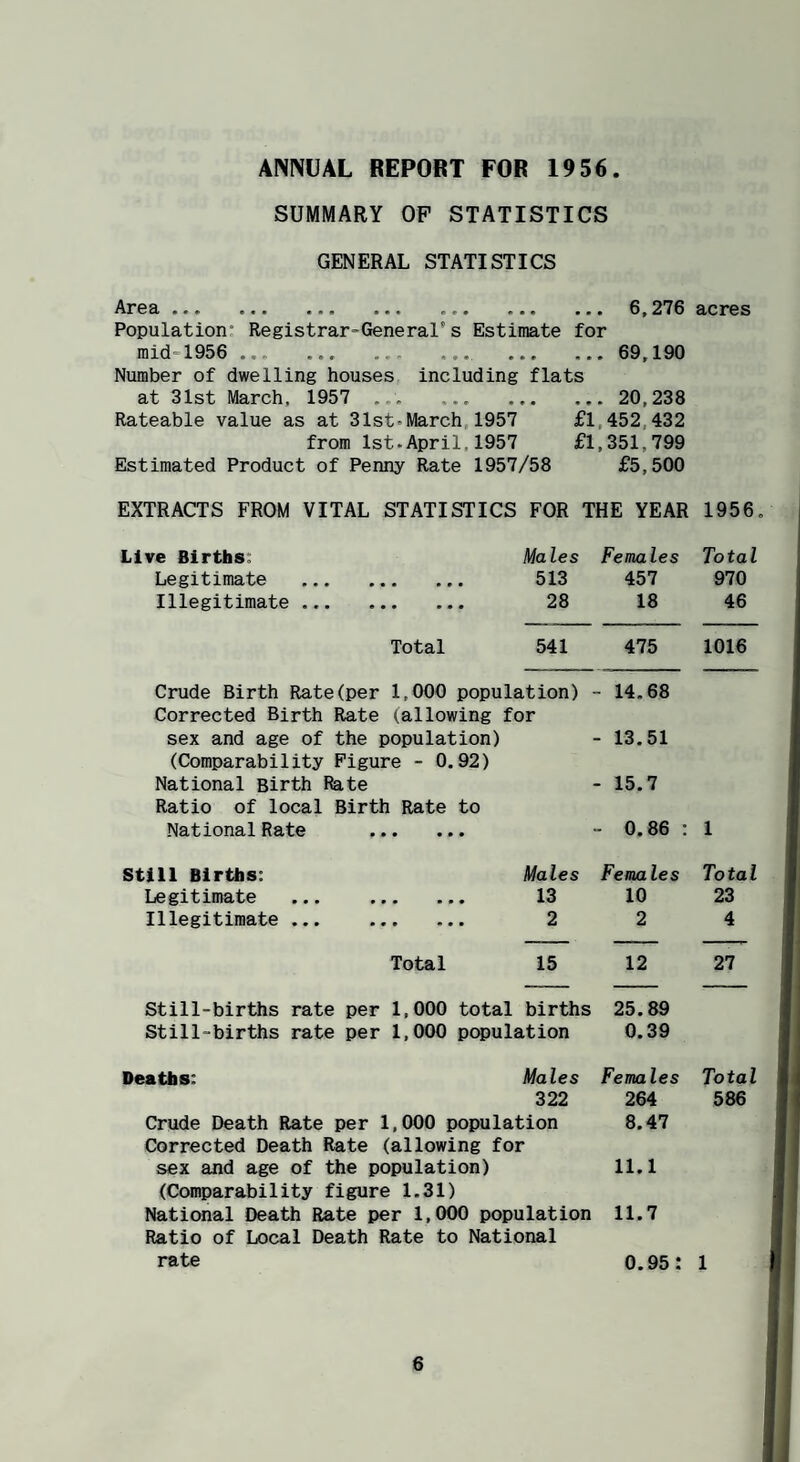 ANNUAL REPORT FOR 1956.
SUMMARY OF STATISTICS
GENERAL STATISTICS
Area ... ... ... ... ... ... ... 6,276 acres
Population: Registrar-General's Estimate for
mid-1956 ... ... ... ... ... ... 69,190
Number of dwelling houses including flats
at 31st March, 1957 ... ... ... ... 20,238
Rateable value as at 31st-March,1957 £1,452,432
from 1st-April,1957 £1,351,799
Estimated Product of Penny Rate 1957/58 £5,500
EXTRACTS FROM VITAL STATISTICS FOR THE YEAR 1956.
Live Births: Males Females Total
Legitimate ... ... ... 513 457 970
Illegitimate ... ... ... 28 18 46
Total 541 475 1016
Crude Birth Rate(per 1,000 population) - 14.68
Corrected Birth Rate (allowing for
sex and age of the population) - 13.51
(Comparability Figure - 0.92)
National Birth Rate - 15.7
Ratio of local Birth Rate to
National Rate ... ... - 0.86 : 1
Still Births: Males Females Total
Legitimate ... ... ... 13 10 23
Illegitimate ... ... ... 2 2 4
Total 15 12 27
Still-births rate per 1,000 total births 25.89
Still-births rate per 1,000 population 0.39
Deaths: Males Females Total
322 264 586
Crude Death Rate per 1,000 population 8.47
Corrected Death Rate (allowing for
sex and age of the population) 11.1
(Comparability figure 1.31)
National Death Rate per 1,000 population 11.7
Ratio of Local Death Rate to National
rate 0.95 : 1
6